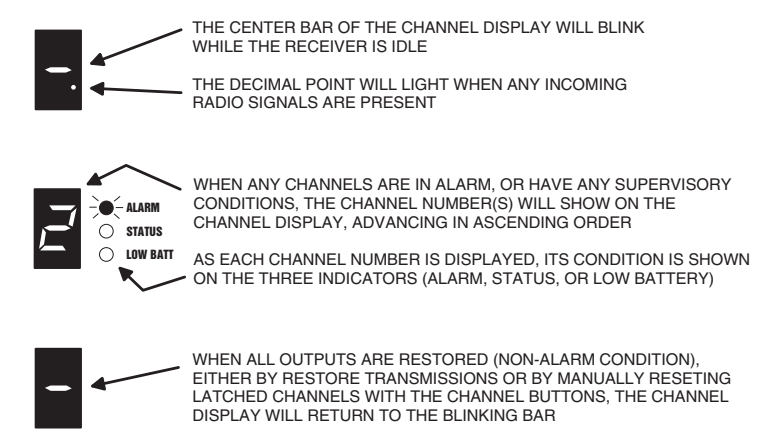 THE CENTER BAR OF THE CHANNEL DISPLAY WILL BLINK
WHILE THE RECEIVER IS IDLE
THE DECIMAL POINT WILL LIGHT WHEN ANY INCOMING
RADIO SIGNALS ARE PRESENT
WHEN ANY CHANNELS ARE IN ALARM, OR HAVE ANY SUPERVISORY
CONDITIONS, THE CHANNEL NUMBER(S) WILL SHOW ON THE
CHANNEL DISPLAY, ADVANCING IN ASCENDING ORDER
2
ALARM
STATUS
LOW BATT
AS EACH CHANNEL NUMBER IS DISPLAYED, ITS CONDITION IS SHOWN
ON THE THREE INDICATORS (ALARM, STATUS, OR LOW BATTERY)
WHEN ALL OUTPUTS ARE RESTORED (NON-ALARM CONDITION),
EITHER BY RESTORE TRANSMISSIONS OR BY MANUALLY RESETING
LATCHED CHANNELS WITH THE CHANNEL BUTTONS, THE CHANNEL
DISPLAY WILL RETURN TO THE BLINKING BAR